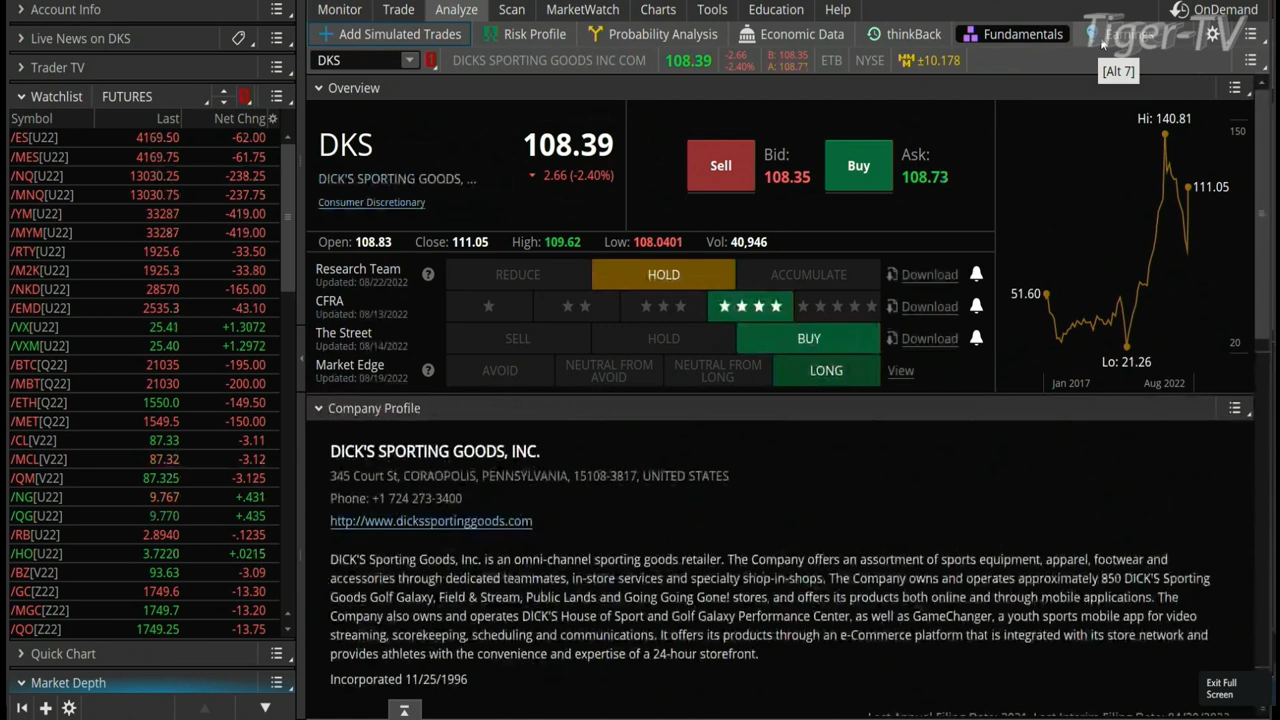 Account Info
Monitor Trade Analyze Scan MarketWatch Charts Tools Education Help OnDemand
Live News on DKS
Add Simulated Trades Risk Profile Probability Analysis Economic Data thinkBack Fundamentals Earnings
Tiger-TV
Trader TV
DKS 1 DICKS SPORTING GOODS INC COM 108.39 -2.66 B: 108.35 ETB NYSE ±10.178
-2.40% A: 108.71
[Alt 7]
Watchlist FUTURES
Overview
Symbol Last Net Chng
/ES[U22] 4169.50 -62.00
/MES[U22] 4169.75 -61.75
/NQ[U22] 13030.25 -238.25
/MNQ[U22] 13030.75 -237.75
/YM[U22] 33287 -419.00
/MYM[U22] 33287 -419.00
/RTY[U22] 1925.6 -33.50
/M2K[U22] 1925.3 -33.80
/NKD[U22] 28570 -165.00
/EMD[U22] 2535.3 -43.10
/VX[U22] 25.41 +1.3072
/VXM[U22] 25.40 +1.2972
/BTC[Q22] 21035 -195.00
/MBT[Q22] 21030 -200.00
/ETH[Q22] 1550.0 -149.50
/MET[Q22] 1549.5 -150.00
/CL[V22] 87.33 -3.11
/MCL[V22] 87.32 -3.12
/QM[V22] 87.325 -3.125
/NG[U22] 9.767 +.431
/QG[U22] 9.770 +.435
/RB[U22] 2.8940 -.1235
/HO[U22] 3.7220 +.0215
/BZ[V22] 93.63 -3.09
/GC[Z22] 1749.6 -13.30
/MGC[Z22] 1749.7 -13.20
/QO[Z22] 1749.25 -13.75
Quick Chart
Market Depth
DKS 108.39
DICK'S SPORTING GOODS, ... 2.66 (-2.40%)
Consumer Discretionary
Sell Bid: 108.35 Buy Ask: 108.73
Hi: 140.81
150
111.05
51.60
Lo: 21.26
20
Jan 2017 Aug 2022
Open: 108.83 Close: 111.05 High: 109.62 Low: 108.0401 Vol: 40,946
Research Team REDUCE HOLD ACCUMULATE Download
Updated: 08/22/2022
CFRA Download
Updated: 08/13/2022
The Street SELL HOLD BUY Download
Updated: 08/14/2022
Market Edge AVOID NEUTRAL FROM AVOID NEUTRAL FROM LONG LONG View
Updated: 08/19/2022
Company Profile
DICK'S SPORTING GOODS, INC.
345 Court St, CORAOPOLIS, PENNSYLVANIA, 15108-3817, UNITED STATES
Phone: +1 724 273-3400
http://www.dickssportinggoods.com
DICK'S Sporting Goods, Inc. is an omni-channel sporting goods retailer. The Company offers an assortment of sports equipment, apparel, footwear and
accessories through dedicated teammates, in-store services and specialty shop-in-shops. The Company owns and operates approximately 850 DICK'S Sporting
Goods Golf Galaxy, Field & Stream, Public Lands and Going Going Gone! stores, and offers its products both online and through mobile applications. The
Company also owns and operates DICK'S House of Sport and Golf Galaxy Performance Center, as well as GameChanger, a youth sports mobile app for video
streaming, scorekeeping, scheduling and communications. It offers its products through an e-Commerce platform that is integrated with its store network and
provides athletes with the convenience and expertise of a 24-hour storefront.
Incorporated 11/25/1996
Exit Full
Screen